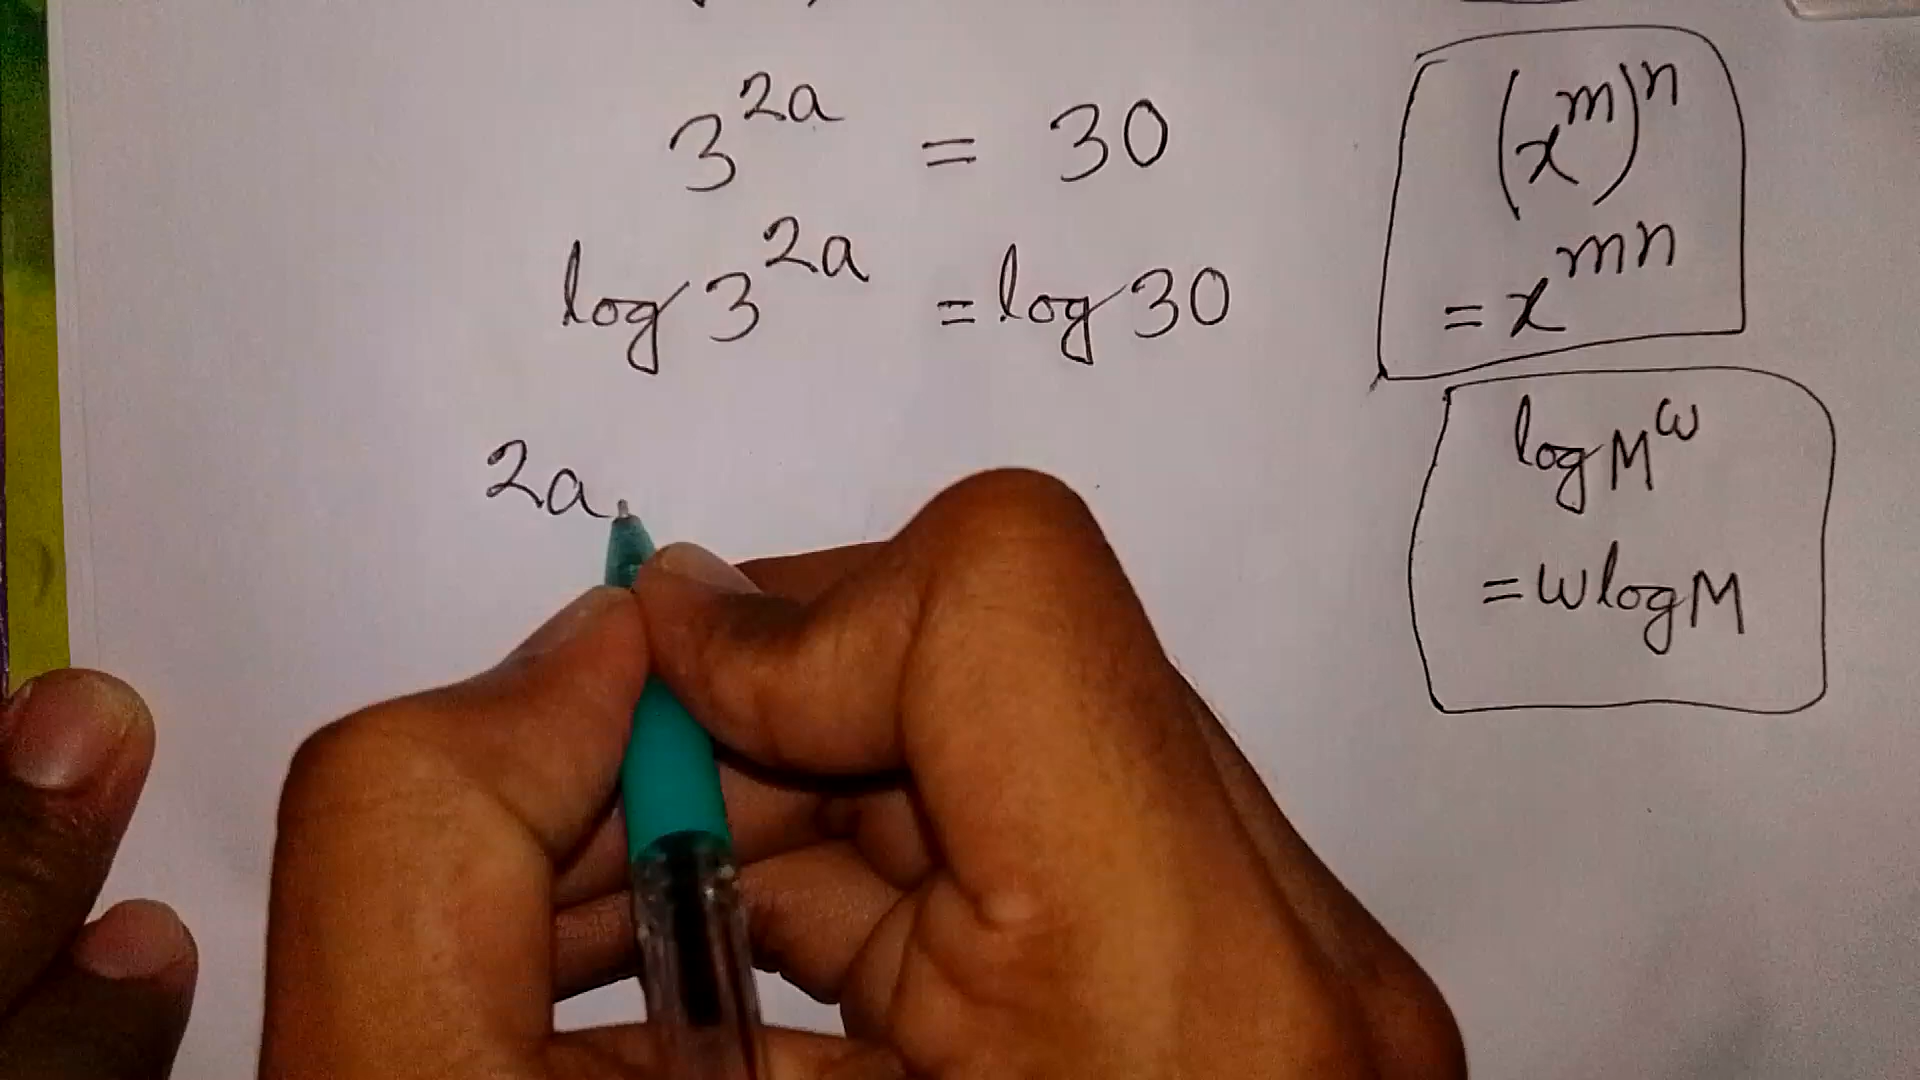 3^{2a} = 30
log 3^{2a} = log 30
2a
(x^m)^n
= x^{mn}
log M^w
= w log M